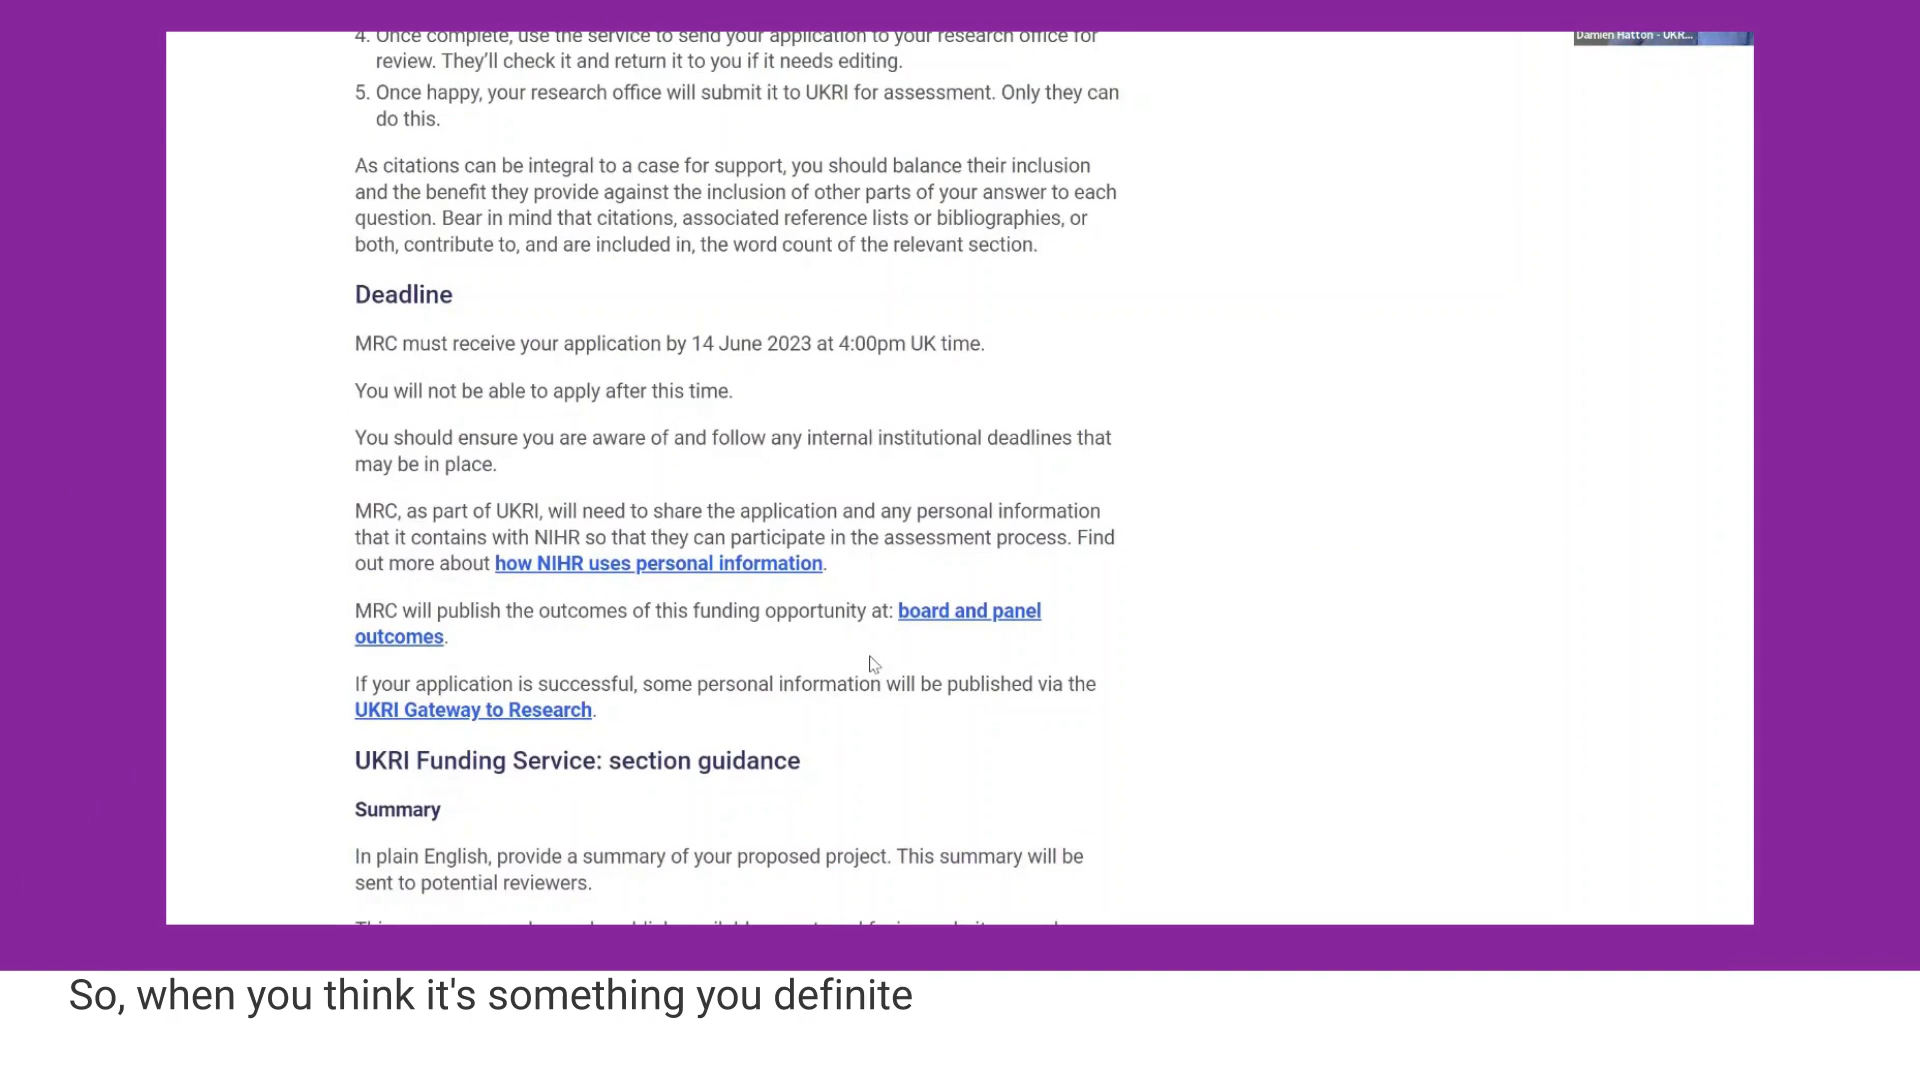 4. Once complete, use the service to send your application to your research office for
review. They'll check it and return it to you if it needs editing.
5. Once happy, your research office will submit it to UKRI for assessment. Only they can
do this.
As citations can be integral to a case for support, you should balance their inclusion
and the benefit they provide against the inclusion of other parts of your answer to each
question. Bear in mind that citations, associated reference lists or bibliographies, or
both, contribute to, and are included in, the word count of the relevant section.
Deadline
MRC must receive your application by 14 June 2023 at 4:00pm UK time.
You will not be able to apply after this time.
You should ensure you are aware of and follow any internal institutional deadlines that
may be in place.
MRC, as part of UKRI, will need to share the application and any personal information
that it contains with NIHR so that they can participate in the assessment process. Find
out more about how NIHR uses personal information.
MRC will publish the outcomes of this funding opportunity at: board and panel
outcomes.
If your application is successful, some personal information will be published via the
UKRI Gateway to Research.
UKRI Funding Service: section guidance
Summary
In plain English, provide a summary of your proposed project. This summary will be
sent to potential reviewers.
Damien Hatton - UKR...
So, when you think it's something you definite